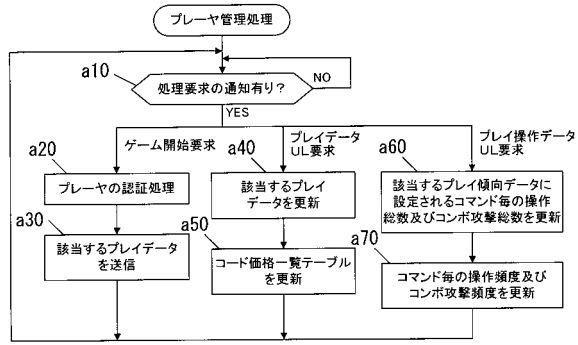 プレーヤ管理処理
a10
処理要求の通知有り？
NO
YES
ゲーム開始要求
プレイデータ
UL要求
プレイ操作データ
UL要求
a20
プレーヤの認証処理
a30
該当するプレイデータ
を送信
a40
該当するプレイ
データを更新
a50
コード価格一覧テーブル
を更新
a60
該当するプレイ傾向データに
設定されるコマンド毎の操作
総数及びコンボ攻撃総数を更新
a70
コマンド毎の操作頻度及び
コンボ攻撃頻度を更新